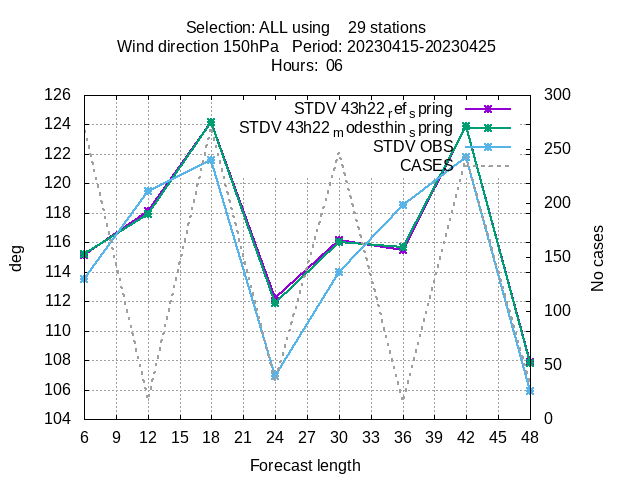 Selection: ALL using    29 stations
Wind direction 150hPa   Period: 20230415-20230425
Hours: 06
STDV 43h22_ref_spring
STDV 43h22_modesthin_spring
STDV OBS
CASES
126
124
122
120
118
116
114
112
110
108
106
104
deg
300
250
200
150
100
50
0
No cases
6 9 12 15 18 21 24 27 30 33 36 39 42 45 48
Forecast length